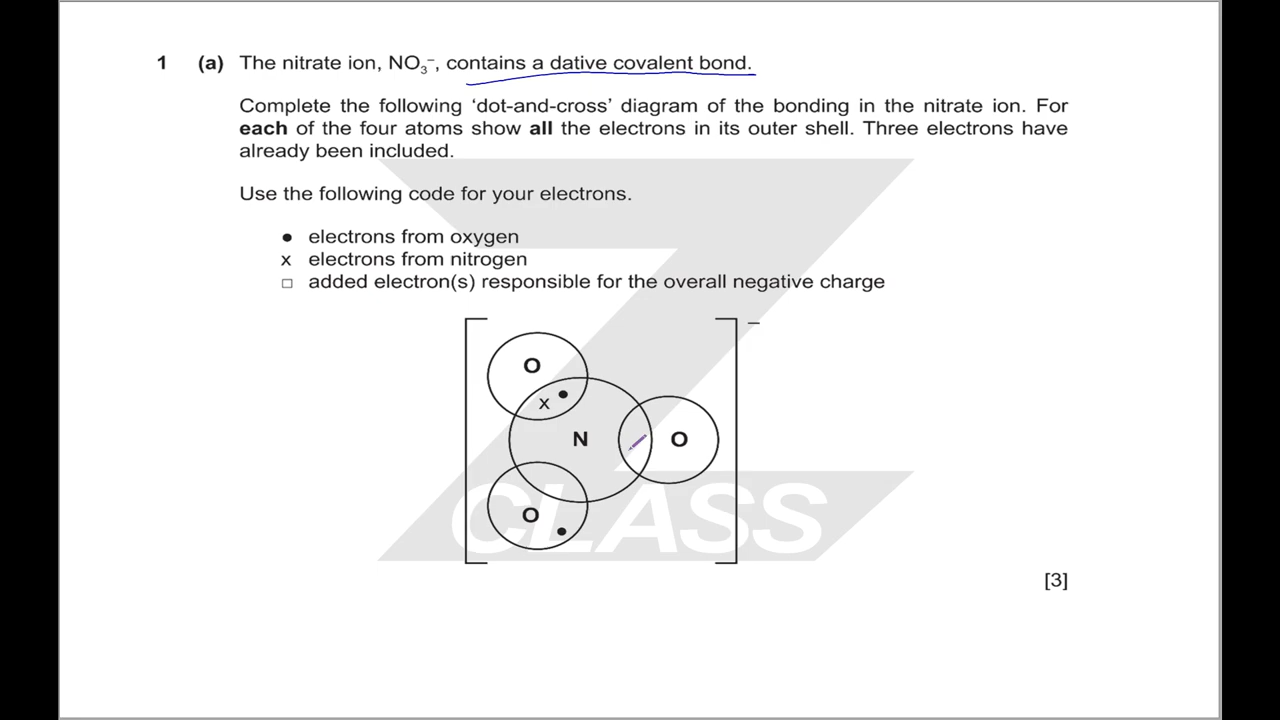 1 (a) The nitrate ion, NO₃⁻, contains a dative covalent bond.
Complete the following ‘dot-and-cross’ diagram of the bonding in the nitrate ion. For
each of the four atoms show all the electrons in its outer shell. Three electrons have
already been included.
Use the following code for your electrons.
● electrons from oxygen
x electrons from nitrogen
□ added electron(s) responsible for the overall negative charge
–
O
x
N O
O
CLASS
[3]